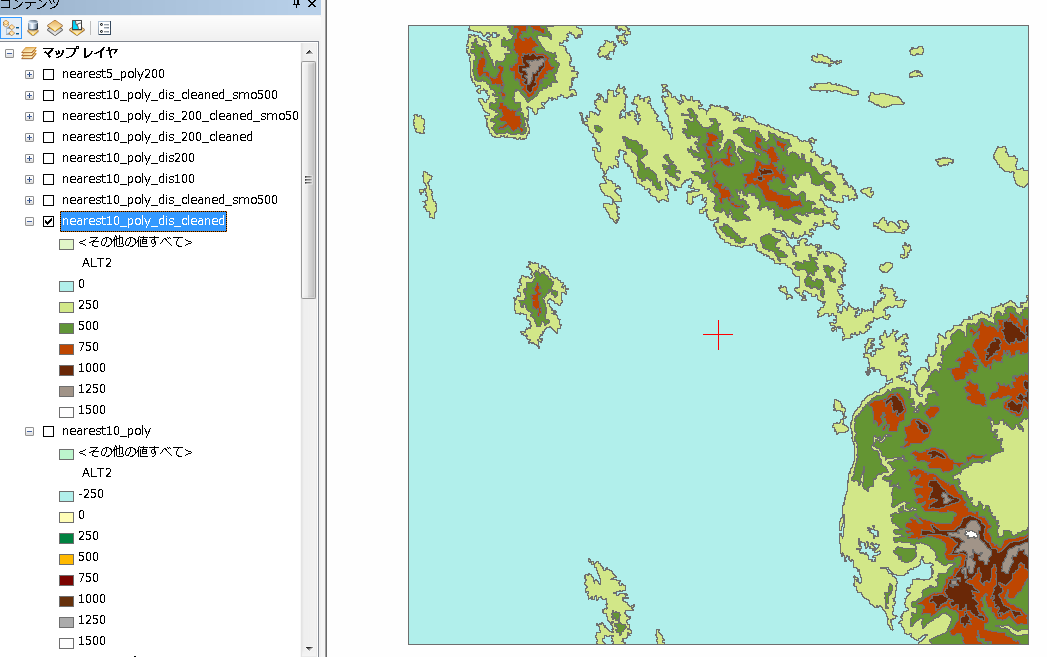 コンテンツ
マップ レイヤ
nearest5_poly200
nearest10_poly_dis_cleaned_smo500
nearest10_poly_dis_200_cleaned_smo50
nearest10_poly_dis_200_cleaned
nearest10_poly_dis200
nearest10_poly_dis100
nearest10_poly_dis_cleaned_smo500
nearest10_poly_dis_cleaned
<その他の値すべて>
ALT2
0
250
500
750
1000
1250
1500
nearest10_poly
<その他の値すべて>
ALT2
-250
0
250
500
750
1000
1250
1500